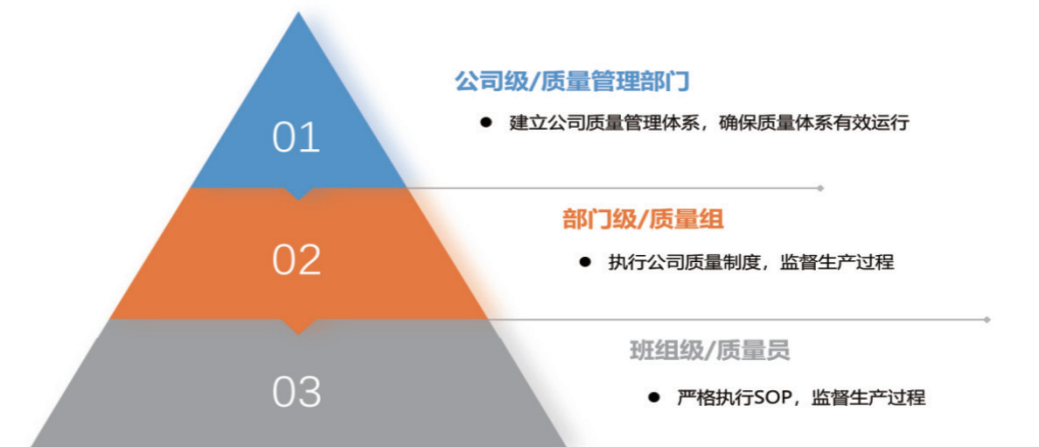 01
公司级/质量管理部门
● 建立公司质量管理体系，确保质量体系有效运行
02
部门级/质量组
● 执行公司质量制度，监督生产过程
03
班组级/质量员
● 严格执行SOP，监督生产过程